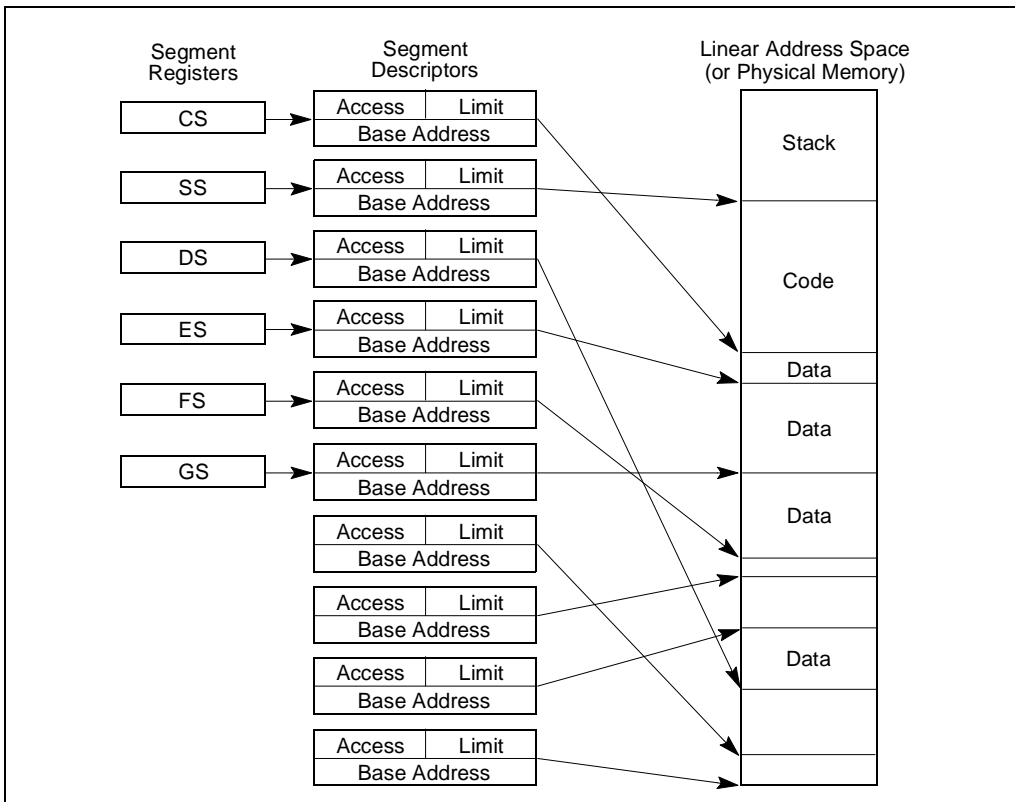 Segment
Registers
Segment
Descriptors
Linear Address Space
(or Physical Memory)
CS
Access Limit
Base Address
Stack
SS
Access Limit
Base Address
DS
Access Limit
Base Address
Code
ES
Access Limit
Base Address
Data
FS
Access Limit
Base Address
Data
GS
Access Limit
Base Address
Data
Access Limit
Base Address
Access Limit
Base Address
Access Limit
Base Address
Data
Access Limit
Base Address